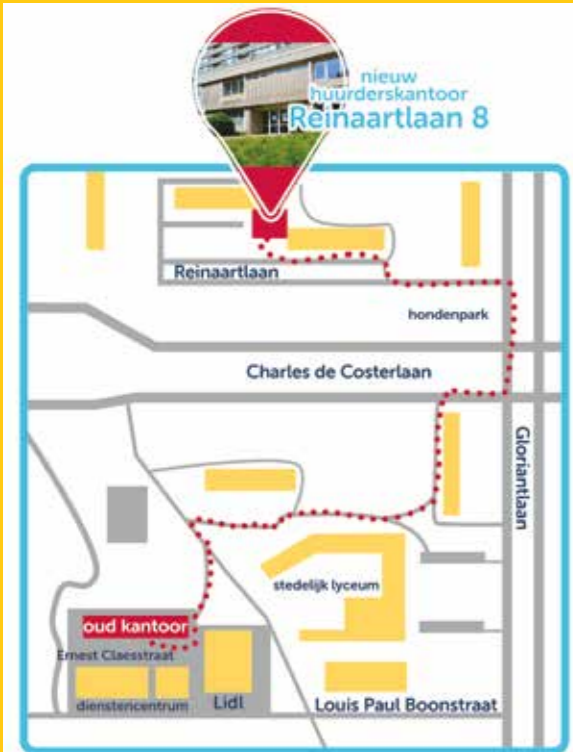 nieuw
huurderskantoor
Reinaartlaan 8
Reinaartlaan
hondenpark
Charles de Costerlaan
Gloriantlaan
stedelijk lyceum
oud kantoor
Ernest Claesstraat
dienstencentrum
Lidl
Louis Paul Boonstraat